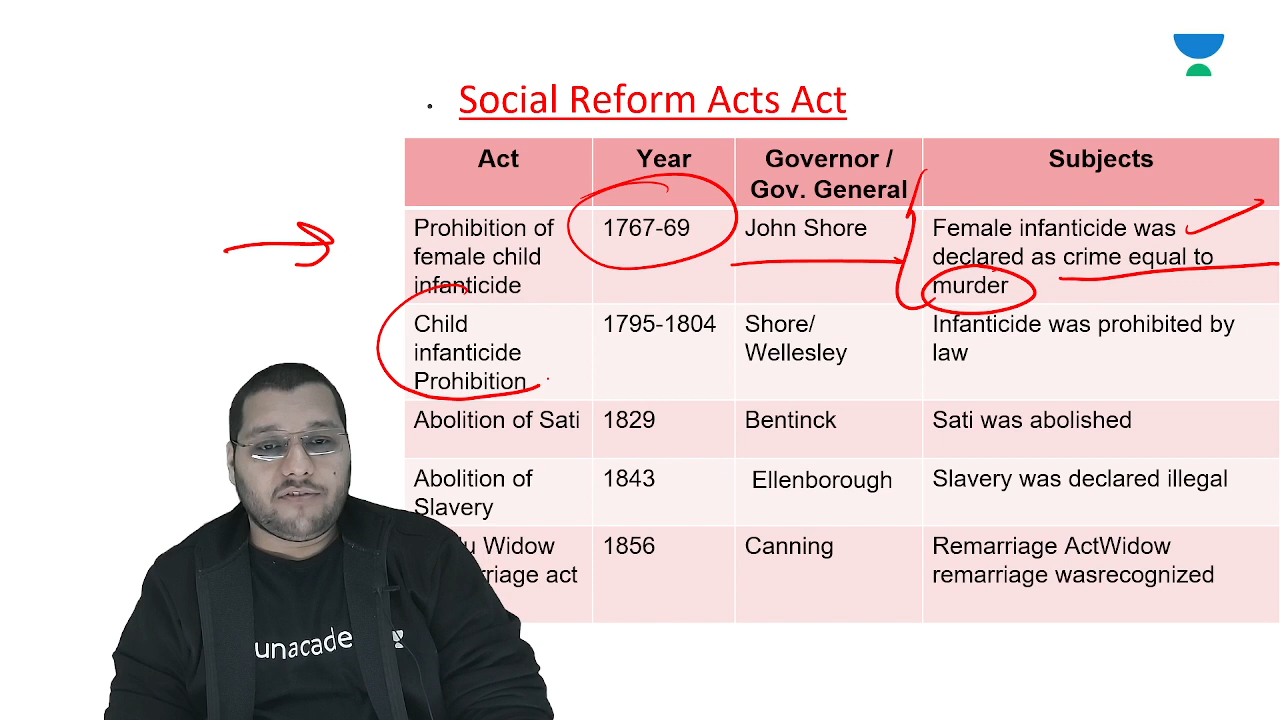 Social Reform Acts Act
Act Year Governor /
Gov. General Subjects
Prohibition of
female child
infanticide
1767-69
John Shore
Female infanticide was
declared as crime equal to
murder
Child
infanticide
Prohibition
1795-1804
Shore/
Wellesley
Infanticide was prohibited by
law
Abolition of Sati
1829
Bentinck
Sati was abolished
Abolition of
Slavery
1843
Ellenborough
Slavery was declared illegal
Widow
act
1856
Canning
Remarriage ActWidow
remarriage wasrecognized
unacade